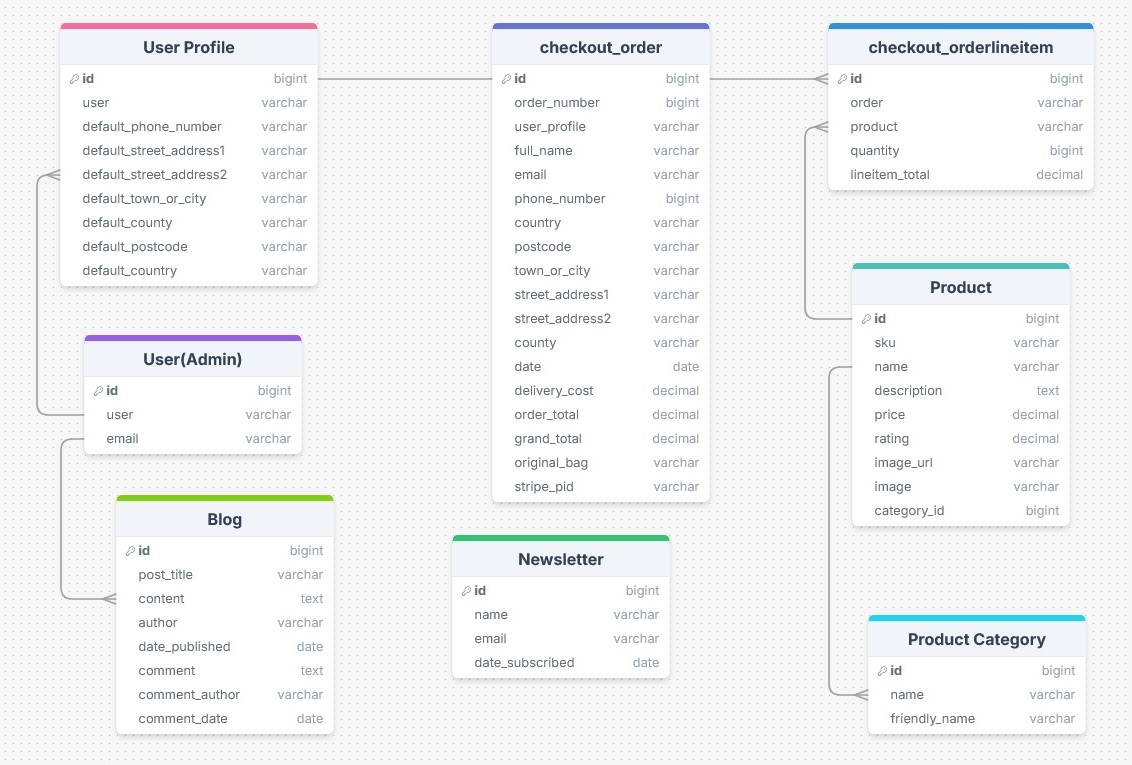 User Profile
id bigint
user varchar
default_phone_number varchar
default_street_address1 varchar
default_street_address2 varchar
default_town_or_city varchar
default_county varchar
default_postcode varchar
default_country varchar
checkout_order
id bigint
order_number bigint
user_profile varchar
full_name varchar
email varchar
phone_number bigint
country varchar
postcode varchar
town_or_city varchar
street_address1 varchar
street_address2 varchar
county varchar
date date
delivery_cost decimal
order_total decimal
grand_total decimal
original_bag varchar
stripe_pid varchar
checkout_orderlineitem
id bigint
order varchar
product varchar
quantity bigint
lineitem_total decimal
Product
id bigint
sku varchar
name varchar
description text
price decimal
rating decimal
image_url varchar
image varchar
category_id bigint
User(Admin)
id bigint
user varchar
email varchar
Blog
id bigint
post_title varchar
content text
author varchar
date_published date
comment text
comment_author varchar
comment_date date
Newsletter
id bigint
name varchar
email varchar
date_subscribed date
Product Category
id bigint
name varchar
friendly_name varchar